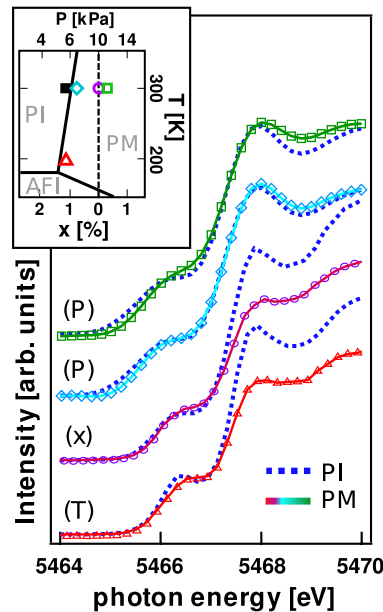 P [kPa]
6 10 14
PI
PM
AFI
300
200
T [K]
2 1 0 1
x [%]
(P)
(P)
(x)
(T)
PI
PM
Intensity [arb. units]
5464 5466 5468 5470
photon energy [eV]